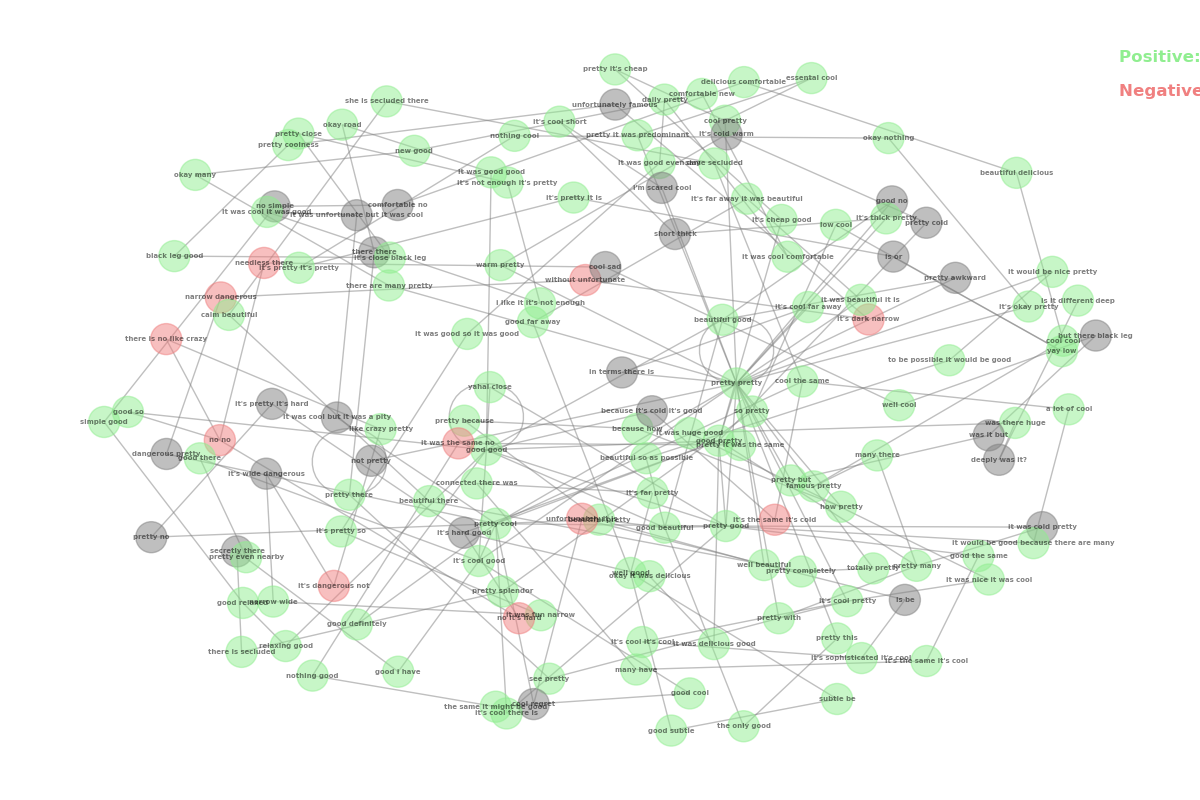 Positive:
pretty it's cheap
essential cool
delicious comfortable
comfortable new
daily pretty
she is secluded there
unfortunately famous
okay road
it's cool short
cool pretty
it's cold warm
pretty close
nothing cool
pretty it was predominant
okay nothing
pretty coolness
new good
Negative
it was good good
okay many
beautiful delicious
it's not enough it's pretty
i'm scared cool
it's pretty it is
it's far away it was beautiful
good no
no simple
comfortable no
it was cool it was good
it was unfortunate but it was cool
it's cheap good
it's thick pretty
low cool
pretty cold
short thick
there there
black leg good
it's close black leg
it was cool comfortable
is or
needless there
it's pretty it's pretty
warm pretty
cool sad
it would be nice pretty
without unfortunate
pretty awkward
there are many pretty
narrow dangerous
i like it it's not enough
it was beautiful it is
it's cool far away
it's okay pretty
is it different deep
calm beautiful
good far away
beautiful good
it's dark narrow
there is no like crazy
it was good so it was good
but there black leg
cool cool
yay low
to be possible it would be good
in terms there is
pretty pretty
cool the same
yahal close
it's pretty it's hard
well cool
good so
because it's cold it's good
so pretty
a lot of cool
simple good
it was cool but it was a pity
pretty because
was there huge
like crazy pretty
because how
it was huge good
was it but
no no
it was the same no
good good
good pretty
pretty it was the same
dangerous pretty
good there
not pretty
beautiful so as possible
many there
deeply was it?
it's wide dangerous
connected there was
pretty but
famous pretty
pretty there
beautiful there
it's far pretty
how pretty
pretty cool
good beautiful
pretty good
it's the same it's cold
it was cold pretty
pretty no
it's pretty so
it's hard good
it would be good because there are many
secretly there
pretty even nearby
it's cool good
good the same
well good
okay it was delicious
well beautiful
pretty completely
totally pretty
pretty many
it was nice it was cool
it's dangerous not
pretty splendor
good relaxed
narrow wide
it's cool pretty
is be
it was fun narrow
no it's hard
pretty with
good definitely
relaxing good
there is secluded
it's cool it's cool
it was delicious good
pretty this
it's sophisticated it's cool
it's the same it's cool
nothing good
good i have
many have
see pretty
good cool
subtle be
the same it might be good
cool regret
it's cool there is
good subtle
the only good